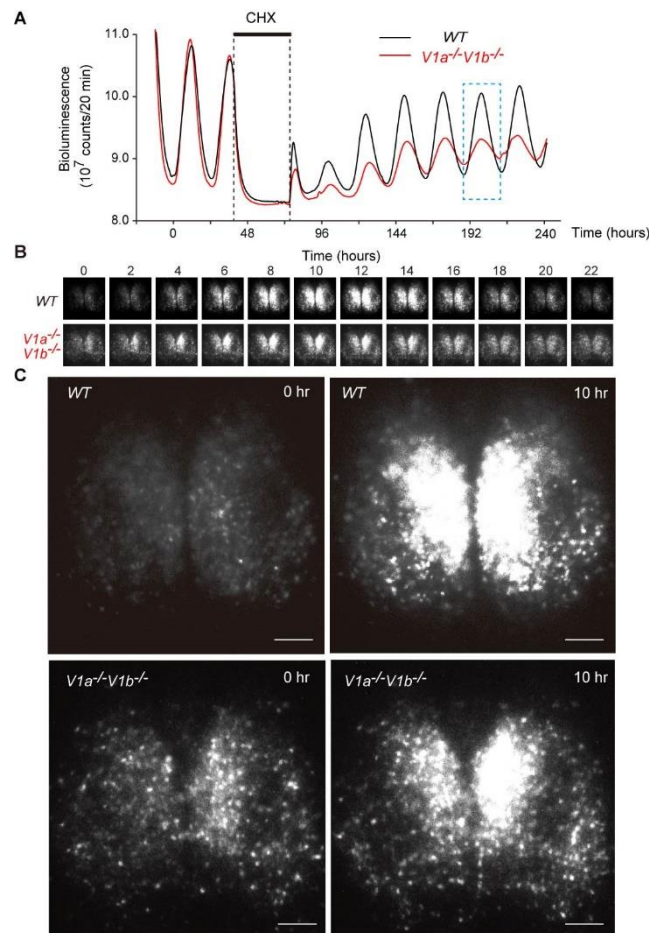 A
CHX
WT
V1a-/-V1b-/-
Bioluminescence
(10⁷ counts/20 min)
11.0
10.0
9.0
8.0
0 48 96 144 192 240 Time (hours)
B
Time (hours)
0 2 4 6 8 10 12 14 16 18 20 22
WT
V1a-/-
V1b-/-
C
WT 0 hr
WT 10 hr
V1a-/-V1b-/- 0 hr
V1a-/-V1b-/- 10 hr